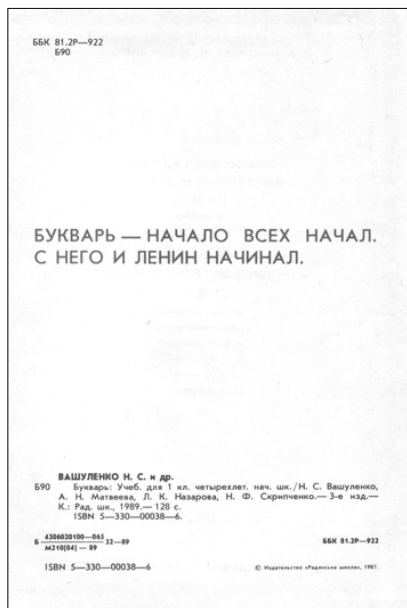 ББК 81.2Р—922
Б90
БУКВАРЬ — НАЧАЛО ВСЕХ НАЧАЛ.
С НЕГО И ЛЕНИН НАЧИНАЛ.
ВАШУЛЕНКО Н. С. и др.
Б90 Букварь: Учеб. для 1 кл. четырехлет. нач. шк./Н. С. Вашуленко,
А. Н. Матвеева, Л. К. Назарова, Н. Ф. Скрипченко.— 3-е изд.—
К.: Рад. шк., 1989.— 128 с.
ISBN 5—330—00038—6.
4306020100—065
Б 32—89 ББК 81.2Р—922
М210(04) — 89
ISBN 5—330—00038—6 © Издательство «Радянська школа», 1987.